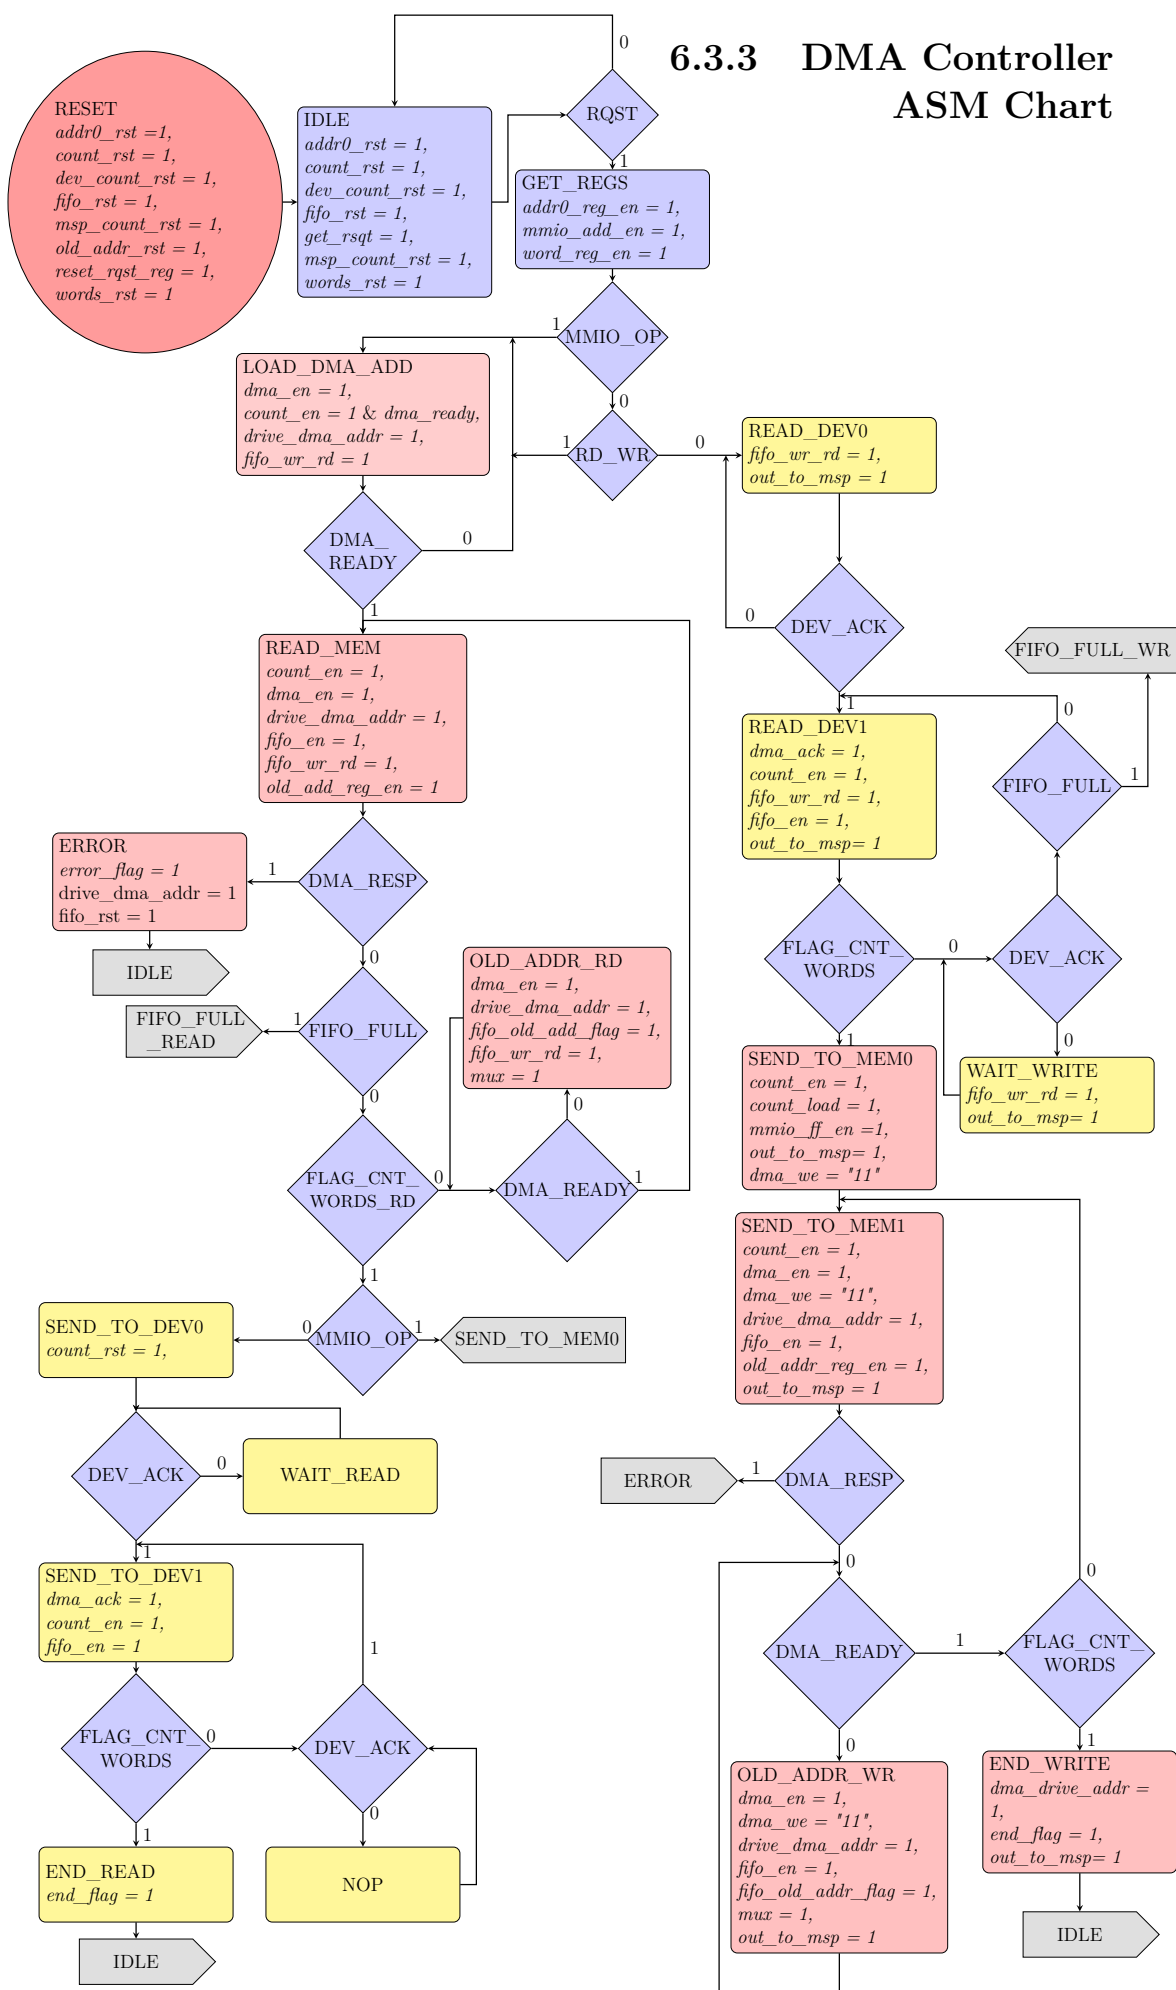 6.3.3 DMA Controller
ASM Chart
0
RQST
1
RESET
addr0_rst =1,
count_rst = 1,
dev_count_rst = 1,
fifo_rst = 1,
msp_count_rst = 1,
old_addr_rst = 1,
reset_rqst_reg = 1,
words_rst = 1
IDLE
addr0_rst = 1,
count_rst = 1,
dev_count_rst = 1,
fifo_rst = 1,
get_rsqt = 1,
msp_count_rst = 1,
words_rst = 1
GET_REGS
addr0_reg_en = 1,
mmio_add_en = 1,
word_reg_en = 1
1
MMIO_OP
0
LOAD_DMA_ADD
dma_en = 1,
count_en = 1 & dma_ready,
drive_dma_addr = 1,
fifo_wr_rd = 1
1
RD_WR
0
READ_DEV0
fifo_wr_rd = 1,
out_to_msp = 1
DMA_
READY
0
1
0
DEV_ACK
1
FIFO_FULL_WR
READ_MEM
count_en = 1,
dma_en = 1,
drive_dma_addr = 1,
fifo_en = 1,
fifo_wr_rd = 1,
old_add_reg_en = 1
READ_DEV1
dma_ack = 1,
count_en = 1,
fifo_wr_rd = 1,
fifo_en = 1,
out_to_msp= 1
0
FIFO_FULL
1
ERROR
error_flag = 1
drive_dma_addr = 1
fifo_rst = 1
1
DMA_RESP
0
IDLE
FLAG_CNT_
WORDS
0
1
DEV_ACK
0
OLD_ADDR_RD
dma_en = 1,
drive_dma_addr = 1,
fifo_old_add_flag = 1,
fifo_wr_rd = 1,
mux = 1
FIFO_FULL
_READ
1
FIFO_FULL
0
SEND_TO_MEM0
count_en = 1,
count_load = 1,
mmio_ff_en =1,
out_to_msp= 1,
dma_we = "11"
WAIT_WRITE
fifo_wr_rd = 1,
out_to_msp= 1
FLAG_CNT_
WORDS_RD
0
1
0
DMA_READY
1
SEND_TO_MEM1
count_en = 1,
dma_en = 1,
dma_we = "11",
drive_dma_addr = 1,
fifo_en = 1,
old_addr_reg_en = 1,
out_to_msp = 1
SEND_TO_DEV0
count_rst = 1,
0
MMIO_OP
1
SEND_TO_MEM0
DEV_ACK
0
1
WAIT_READ
ERROR
1
DMA_RESP
0
SEND_TO_DEV1
dma_ack = 1,
count_en = 1,
fifo_en = 1
1
DMA_READY
1
0
0
FLAG_CNT_
WORDS
1
FLAG_CNT_
WORDS
0
1
DEV_ACK
0
OLD_ADDR_WR
dma_en = 1,
dma_we = "11",
drive_dma_addr = 1,
fifo_en = 1,
fifo_old_addr_flag = 1,
mux = 1,
out_to_msp = 1
END_WRITE
dma_drive_addr =
1,
end_flag = 1,
out_to_msp= 1
END_READ
end_flag = 1
NOP
IDLE
IDLE